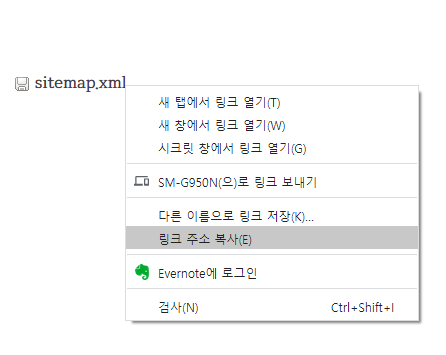 sitemap.xml
새 탭에서 링크 열기(T)
새 창에서 링크 열기(W)
시크릿 창에서 링크 열기(G)
SM-G950N(으)로 링크 보내기
다른 이름으로 링크 저장(K)...
링크 주소 복사(E)
Evernote에 로그인
검사(N) Ctrl+Shift+I